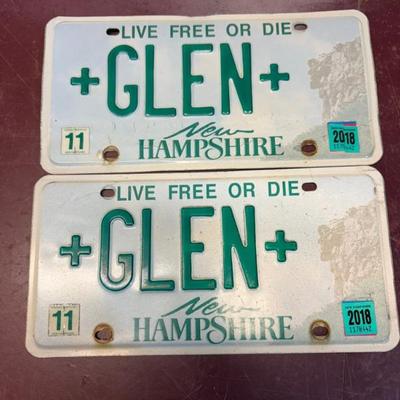 LIVE FREE OR DIE
+GLEN+
11
2018
New
HAMPSHIRE
LIVE FREE OR DIE
+GLEN+
11
2018
New
HAMPSHIRE